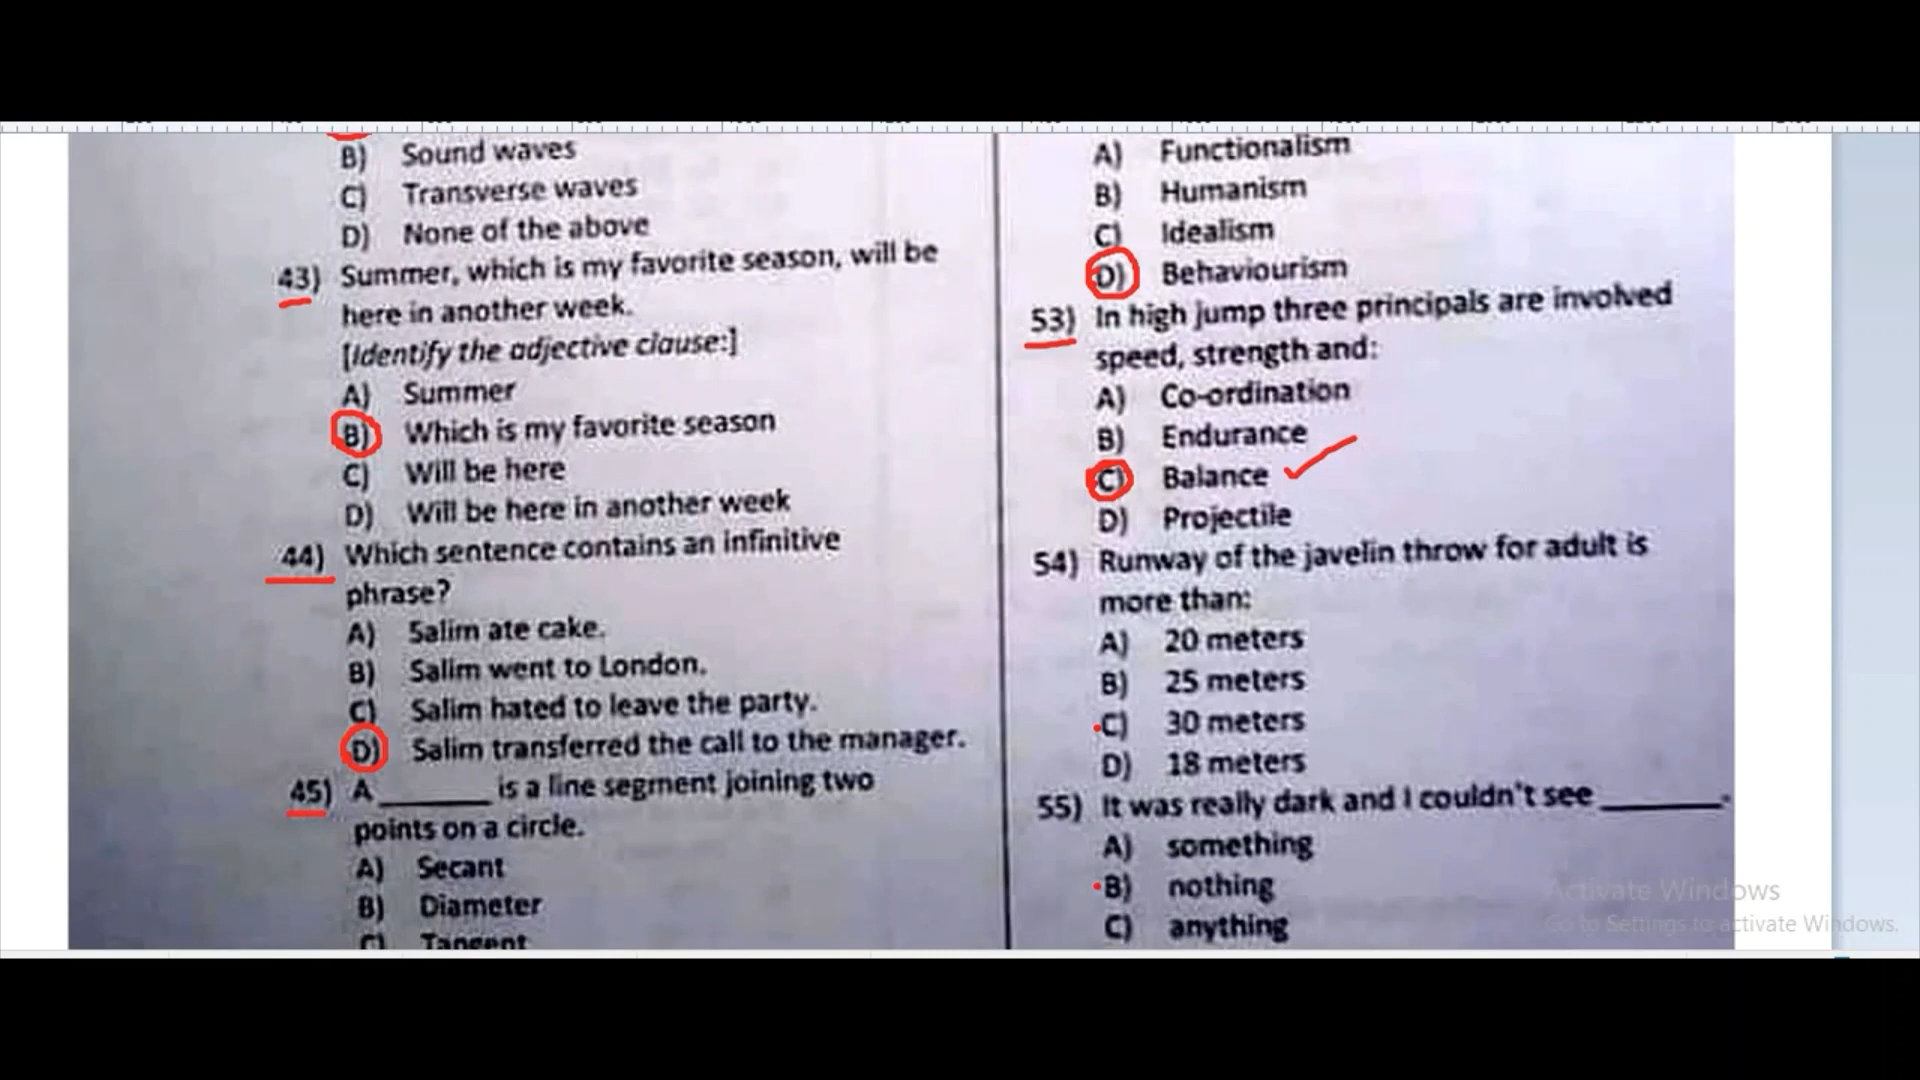 B) Sound waves
C) Transverse waves
D) None of the above
43) Summer, which is my favorite season, will be
here in another week.
[Identify the adjective clause:]
A) Summer
B) Which is my favorite season
C) Will be here
D) Will be here in another week
44) Which sentence contains an infinitive
phrase?
A) Salim ate cake.
B) Salim went to London.
C) Salim hated to leave the party.
D) Salim transferred the call to the manager.
45) A ______ is a line segment joining two
points on a circle.
A) Secant
B) Diameter
C) Tangent
A) Functionalism
B) Humanism
C) Idealism
D) Behaviourism
53) In high jump three principals are involved
speed, strength and:
A) Co-ordination
B) Endurance
C) Balance
D) Projectile
54) Runway of the javelin throw for adult is
more than:
A) 20 meters
B) 25 meters
C) 30 meters
D) 18 meters
55) It was really dark and I couldn't see ______.
A) something
B) nothing
C) anything
Activate Windows
Go to Settings to activate Windows.